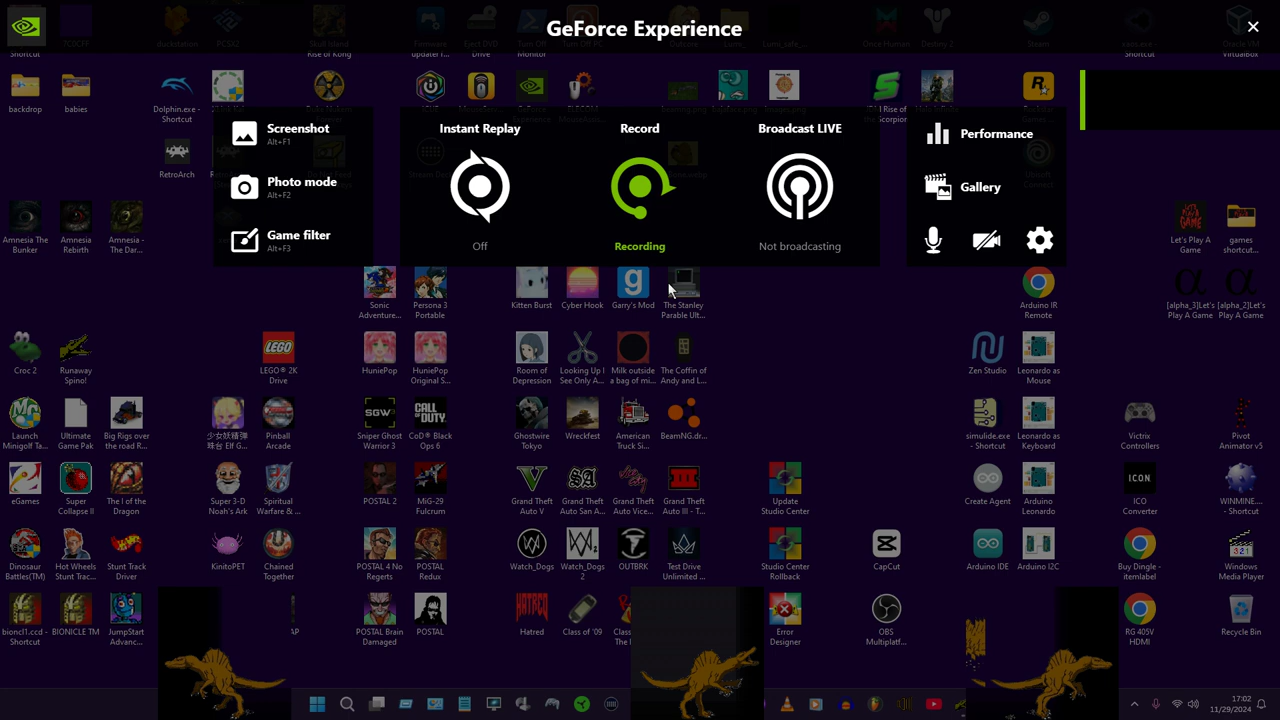 GeForce Experience
Screenshot
Alt+F1
Photo mode
Alt+F2
Game filter
Alt+F3
Instant Replay
Off
Record
Recording
Broadcast LIVE
Not broadcasting
Performance
Gallery
backdrop
babies
Dolphin.exe -
Shortcut
RetroArch
Amnesia The
Bunker
Amnesia
Rebirth
Amnesia -
The Dar...
Let's Play A
Game
games
shortcut...
Sonic
Adventure...
Persona 3
Portable
Kitten Burst
Cyber Hook
Garry's Mod
The Stanley
Parable Ult...
Arduino IR
Remote
[alpha_3]Let's
Play A Game
[alpha_2]Let's
Play A Game
Croc 2
Runaway
Spino!
LEGO® 2K
Drive
HuniePop
HuniePop
Original S...
Room of
Depression
Looking Up I
See Only A...
Milk outside
a bag of mi...
The Coffin of
Andy and L...
Zen Studio
Leonardo as
Mouse
Launch
Minigolf Ta...
Ultimate
Game Pak
Big Rigs over
the road R...
少女妖精弹
珠台 Elf G...
Pinball
Arcade
Sniper Ghost
Warrior 3
CoD® Black
Ops 6
Ghostwire
Tokyo
Wreckfest
American
Truck Si...
BeamNG.dr...
simulide.exe
- Shortcut
Leonardo as
Keyboard
Victrix
Controllers
Pivot
Animator v5
eGames
Super
Collapse II
The I of the
Dragon
Super 3-D
Noah's Ark
Spiritual
Warfare & ...
POSTAL 2
MiG-29
Fulcrum
Grand Theft
Auto V
Grand Theft
Auto San A...
Grand Theft
Auto Vice...
Grand Theft
Auto III - T...
Update
Studio Center
Create Agent
Arduino
Leonardo
ICO
Converter
WINMINE...
- Shortcut
Dinosaur
Battles(TM)
Hot Wheels
Stunt Trac...
Stunt Track
Driver
KinitoPET
Chained
Together
POSTAL 4 No
Regerts
POSTAL
Redux
Watch_Dogs
Watch_Dogs
2
OUTBRK
Test Drive
Unlimited ...
Studio Center
Rollback
CapCut
Arduino IDE
Arduino I2C
Buy Dingle -
itemlabel
Windows
Media Player
bioncl1.ccd -
Shortcut
BIONICLE TM
JumpStart
Advanc...
AP
POSTAL Brain
Damaged
POSTAL
Hatred
Class of '09
Error
Designer
OBS
Multiplatf...
RG 405V
HDMI
Recycle Bin
17:02
11/29/2024